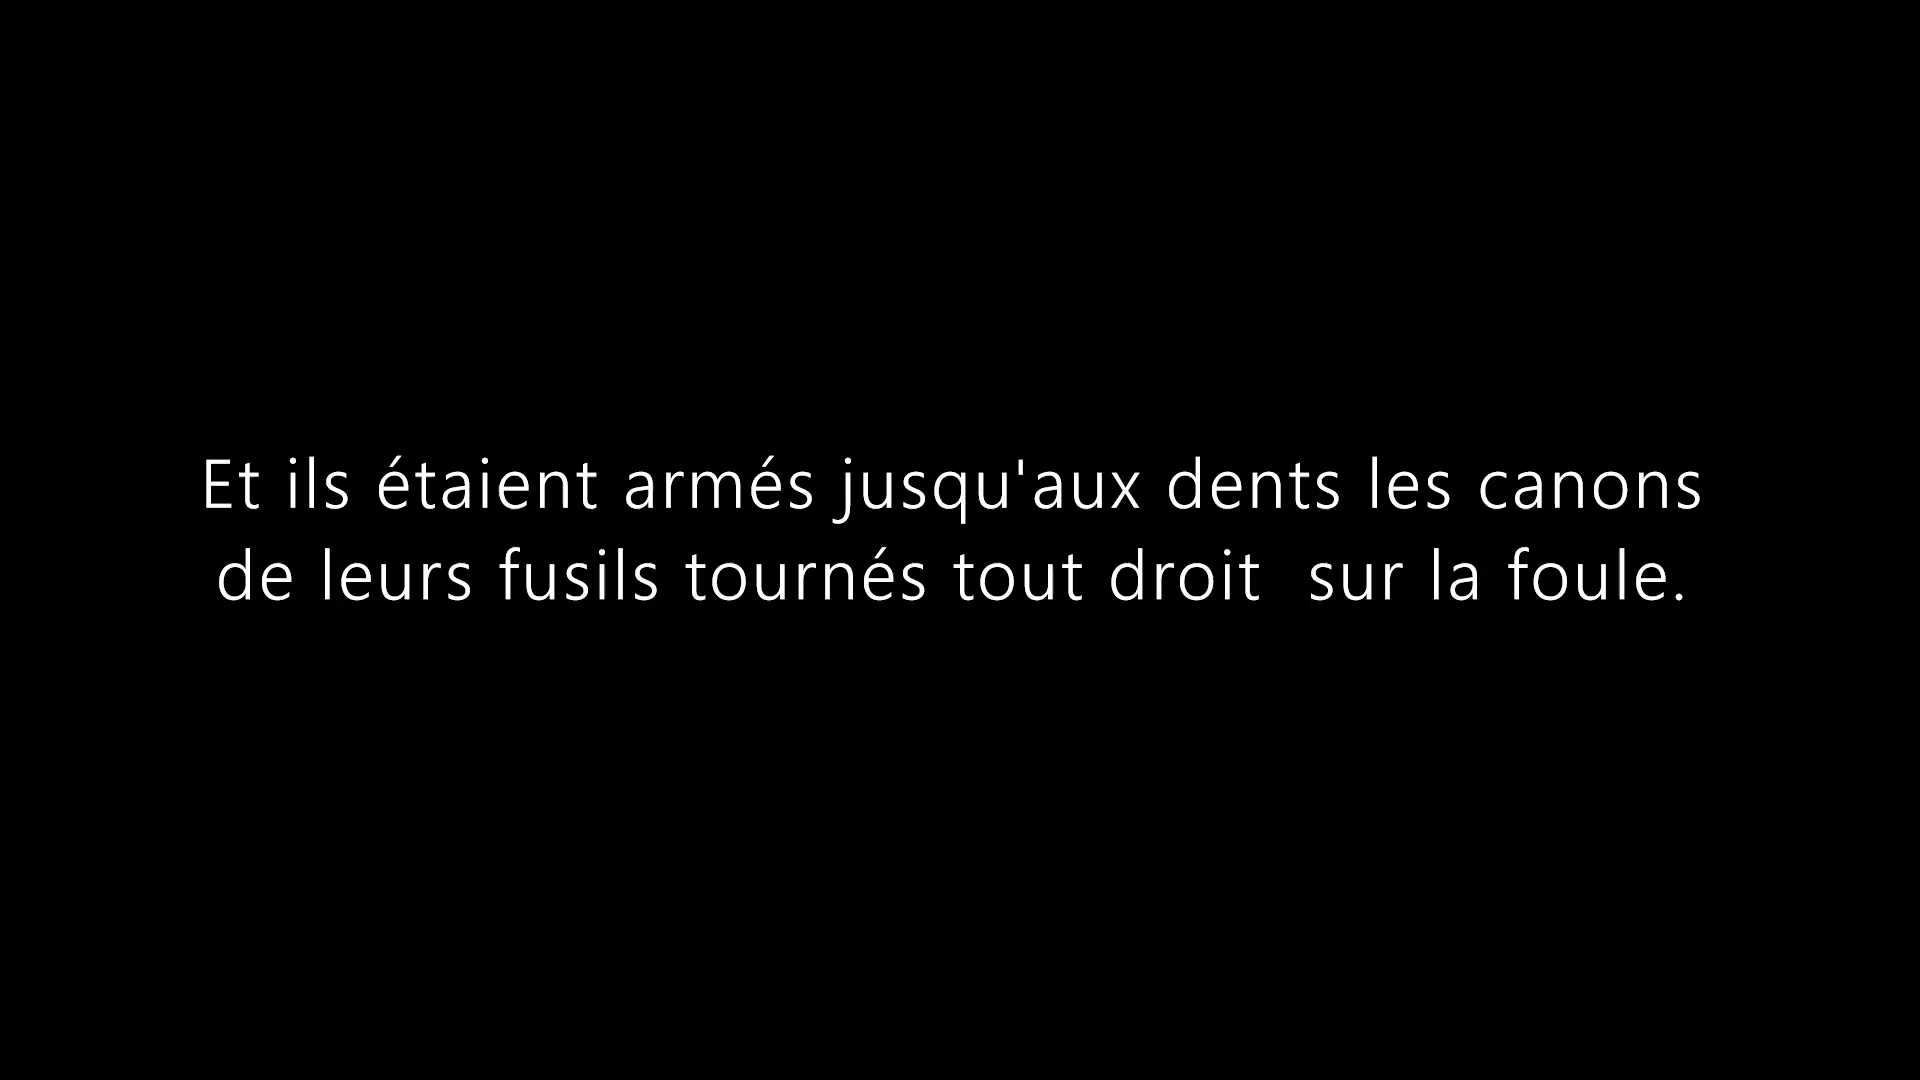 Et ils étaient armés jusqu'aux dents les canons
de leurs fusils tournés tout droit  sur la foule.